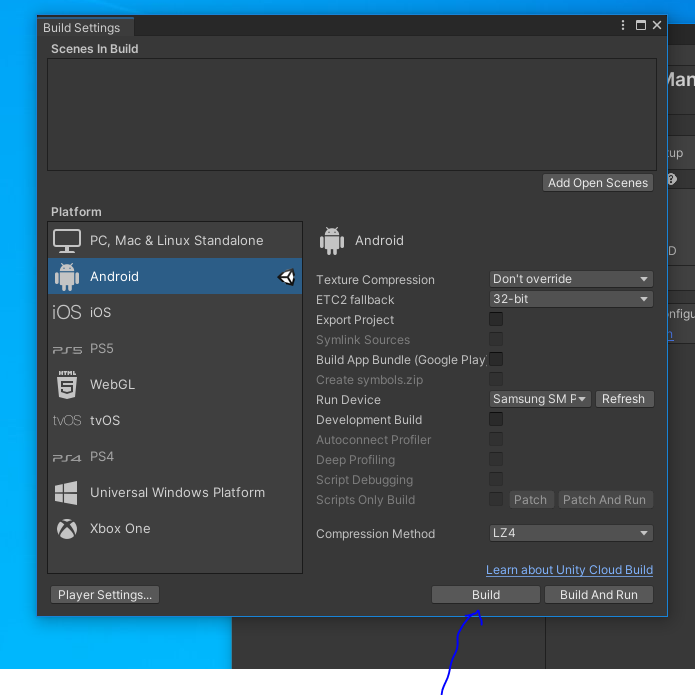 Build Settings
Scenes In Build
Add Open Scenes
Platform
PC, Mac & Linux Standalone
Android
iOS iOS
PS5 PS5
HTML 5 WebGL
tvOS tvOS
PS4 PS4
Universal Windows Platform
Xbox One
Android
Texture Compression Don't override
ETC2 fallback 32-bit
Export Project
Symlink Sources
Build App Bundle (Google Play
Create symbols.zip
Run Device Samsung SM Refresh
Development Build
Autoconnect Profiler
Deep Profiling
Script Debugging
Scripts Only Build Patch Patch And Run
Compression Method LZ4
Learn about Unity Cloud Build
Player Settings... Build Build And Run